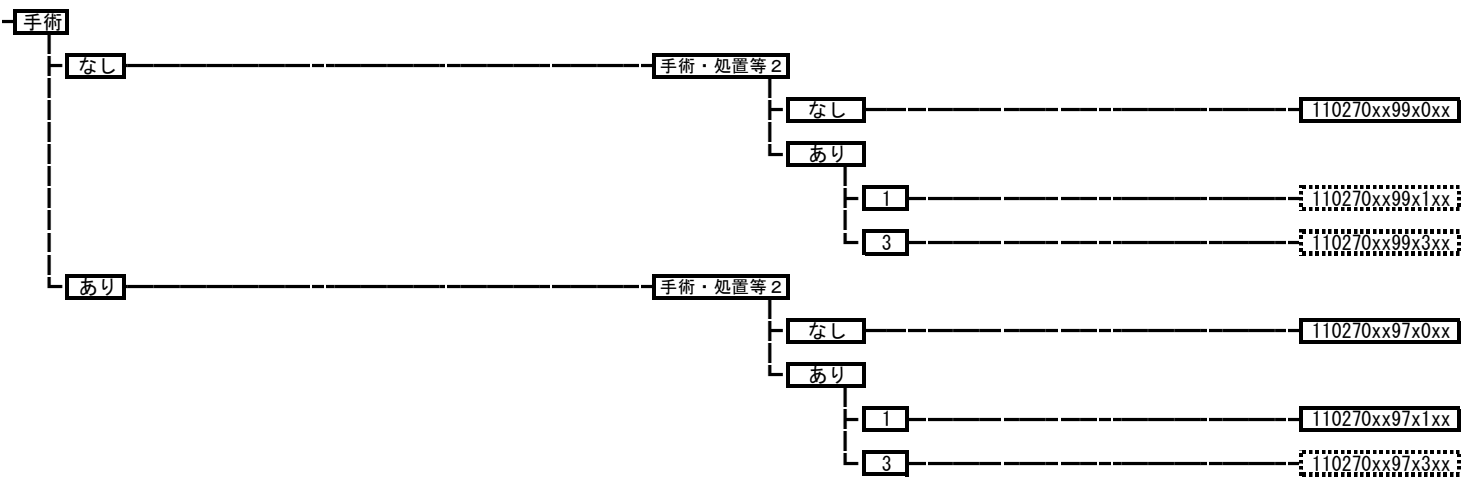 手術
なし 手術・処置等2
なし 110270xx99x0xx
あり
1 110270xx99x1xx
3 110270xx99x3xx
あり 手術・処置等2
なし 110270xx97x0xx
あり
1 110270xx97x1xx
3 110270xx97x3xx